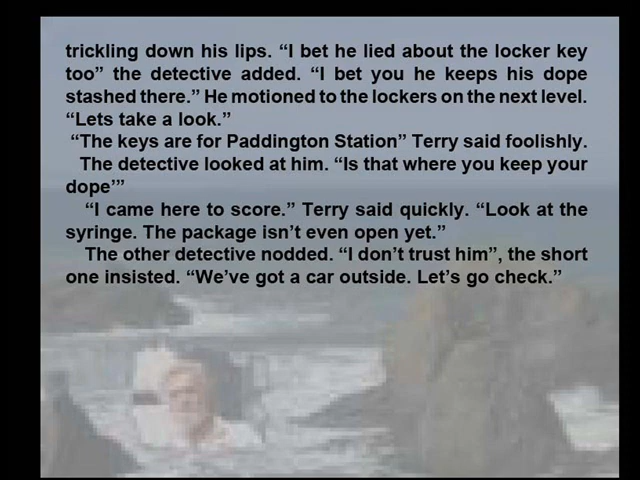 trickling down his lips. “I bet he lied about the locker key
too” the detective added. “I bet you he keeps his dope
stashed there.” He motioned to the lockers on the next level.
“Lets take a look.”
“The keys are for Paddington Station” Terry said foolishly.
The detective looked at him. “Is that where you keep your
dope’”
“I came here to score.” Terry said quickly. “Look at the
syringe. The package isn’t even open yet.”
The other detective nodded. “I don’t trust him”, the short
one insisted. “We’ve got a car outside. Let’s go check.”